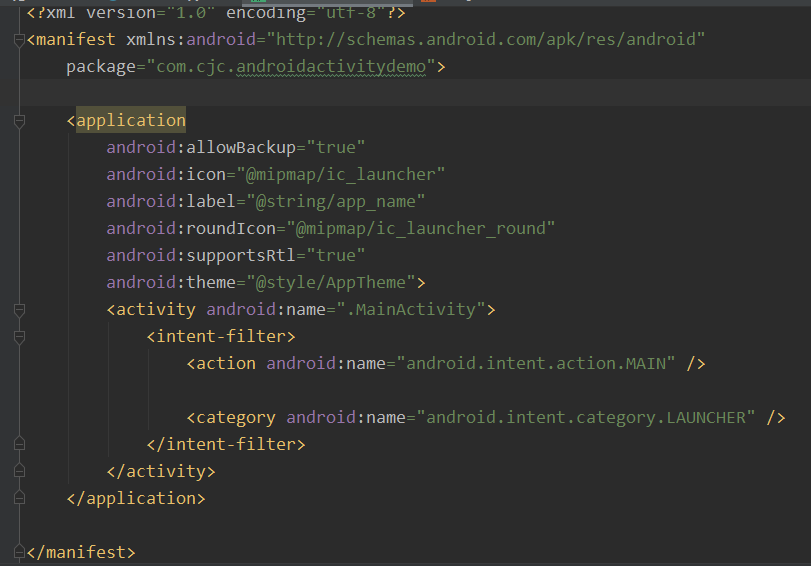 <?xml version="1.0" encoding="utf-8"?>
<manifest xmlns:android="http://schemas.android.com/apk/res/android"
    package="com.cjc.androidactivitydemo">

    <application
        android:allowBackup="true"
        android:icon="@mipmap/ic_launcher"
        android:label="@string/app_name"
        android:roundIcon="@mipmap/ic_launcher_round"
        android:supportsRtl="true"
        android:theme="@style/AppTheme">
        <activity android:name=".MainActivity">
            <intent-filter>
                <action android:name="android.intent.action.MAIN" />

                <category android:name="android.intent.category.LAUNCHER" />
            </intent-filter>
        </activity>
    </application>

</manifest>